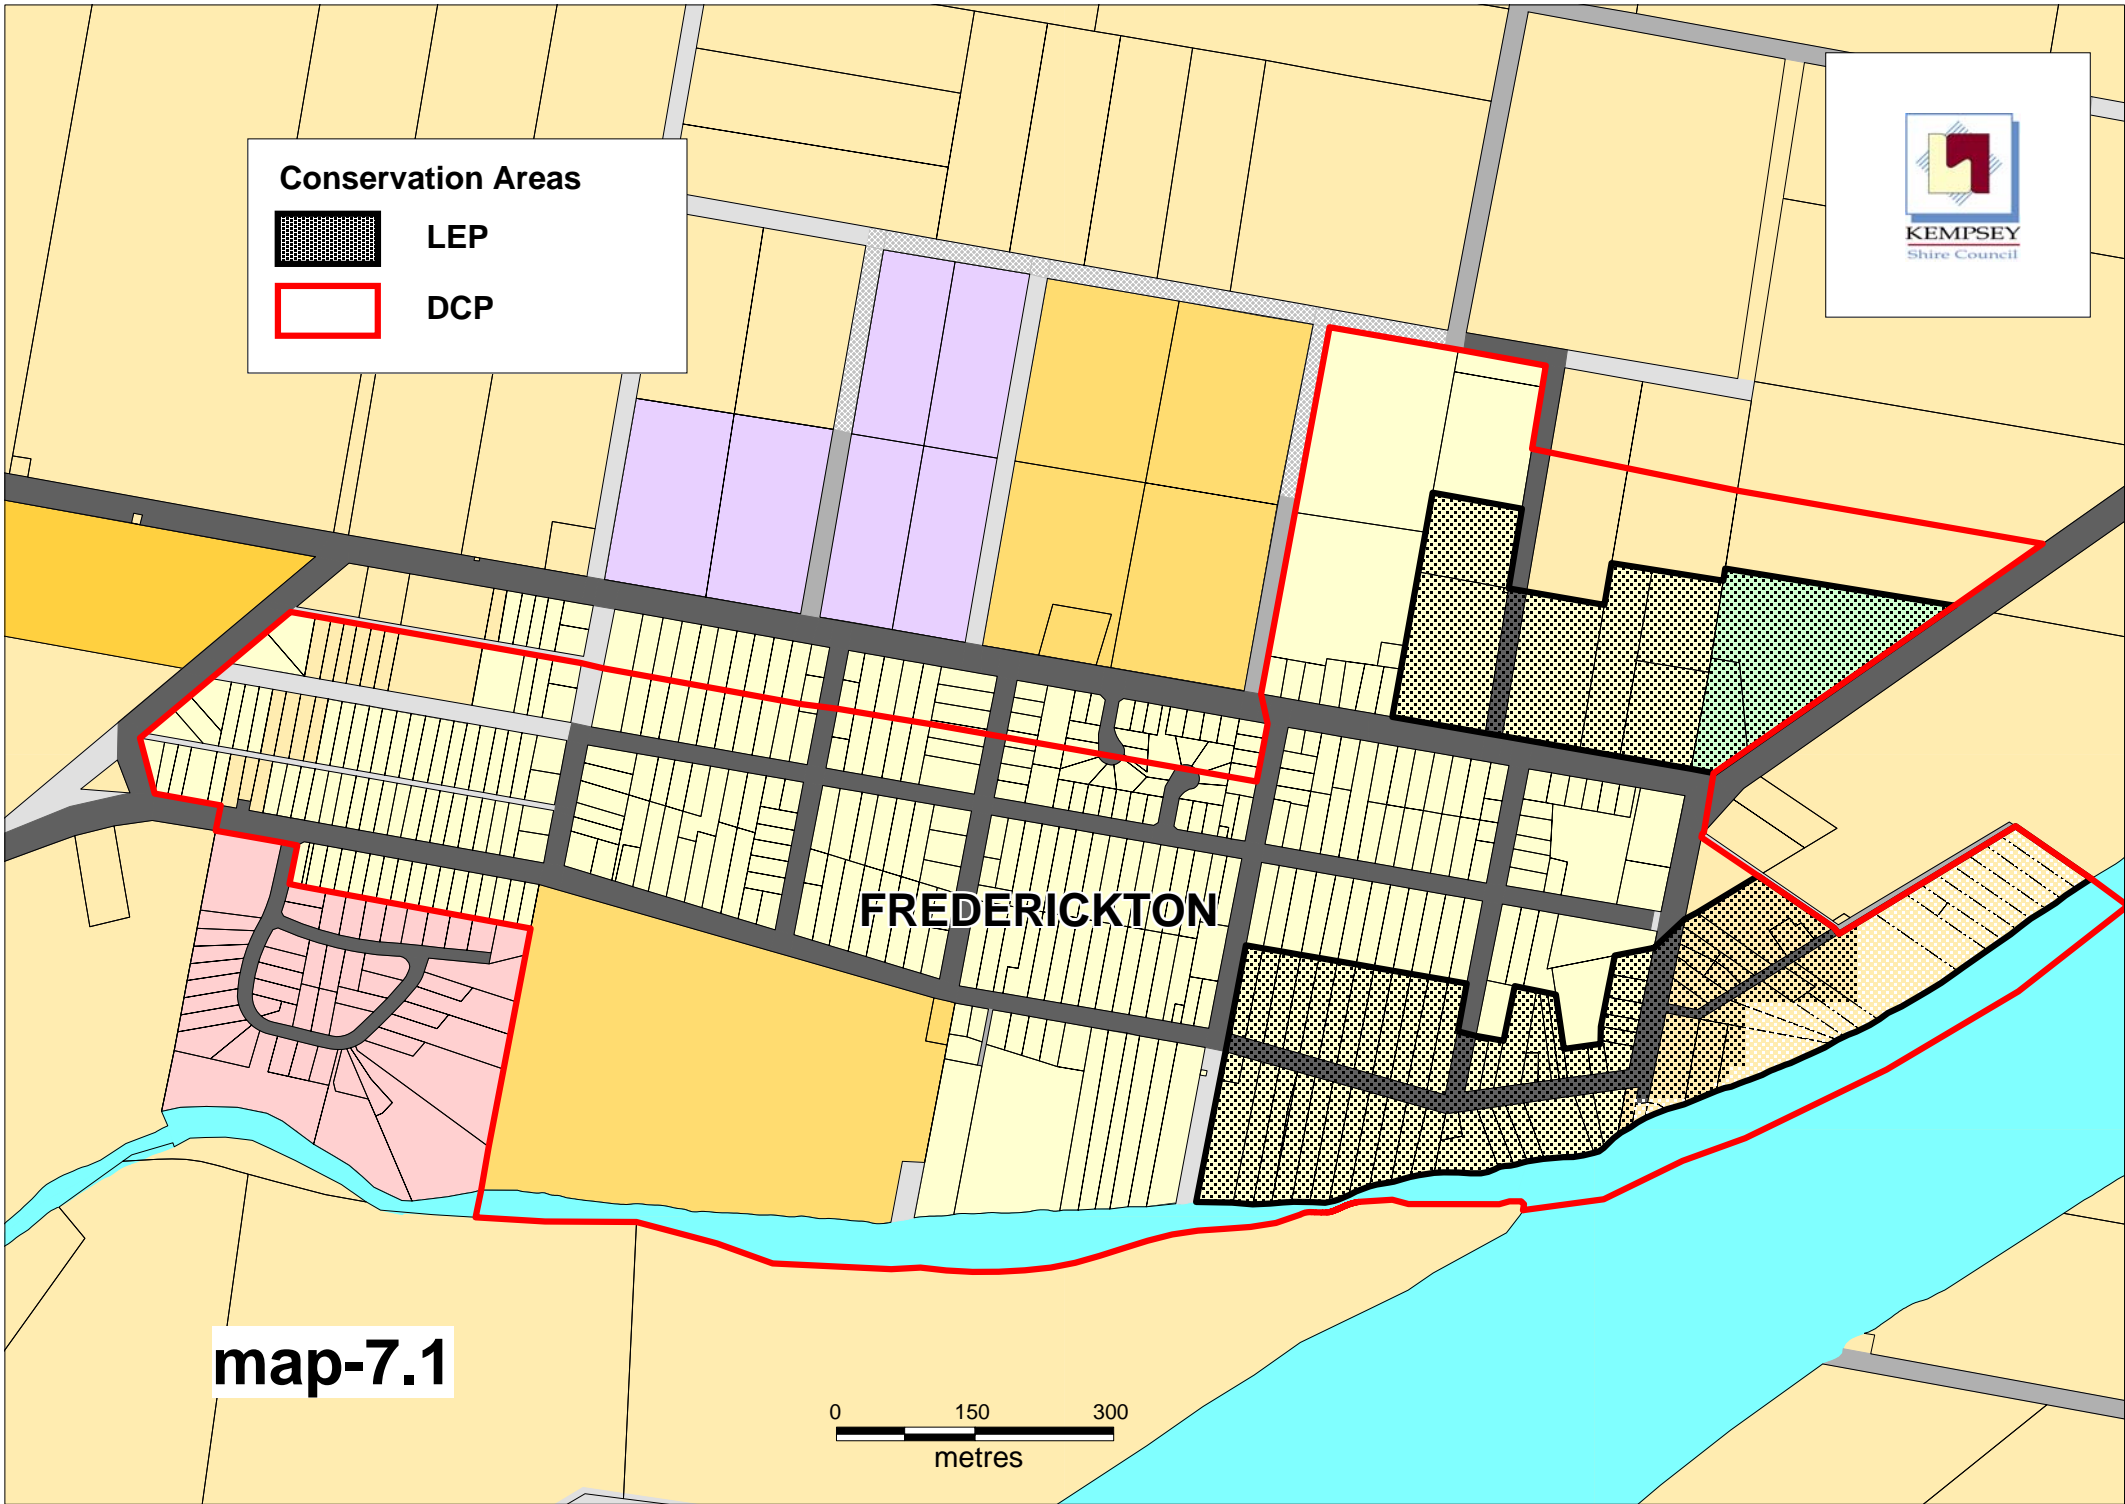 Conservation Areas
LEP
DCP
KEMPSEY
Shire Council
FREDERICKTON
map-7.1
0 150 300
metres